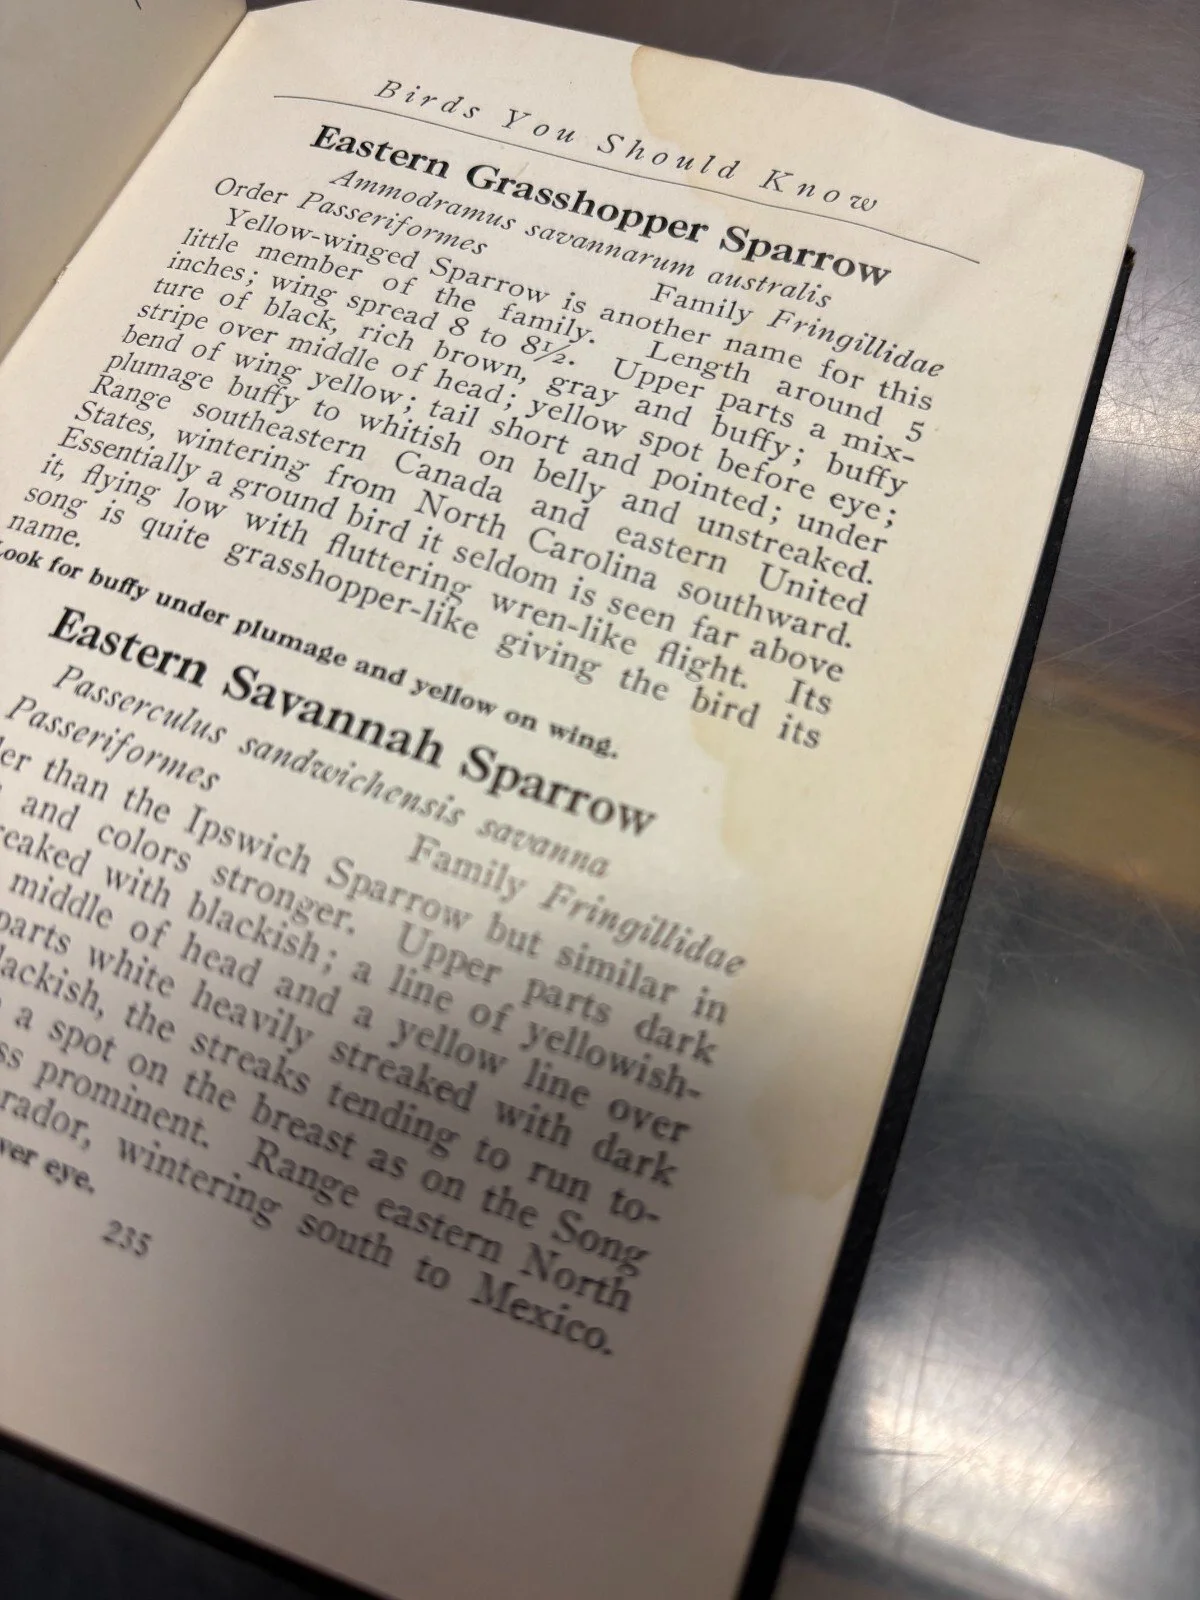 Birds You Should Know
Eastern Grasshopper Sparrow
Ammodramus savannarum australis
Order Passeriformes Family Fringillidae
Yellow-winged Sparrow is another name for this
little member of the family. Length around 5
inches; wing spread 8 to 8½. Upper parts a mix-
ture of black, rich brown, gray and buffy; buffy
stripe over middle of head; yellow spot before eye;
bend of wing yellow; tail short and pointed; under
plumage buffy to whitish on belly and unstreaked.
Range southeastern Canada and eastern United
States, wintering from North Carolina southward.
Essentially a ground bird it seldom is seen far above
it, flying low with fluttering wren-like flight. Its
song is quite grasshopper-like giving the bird its
name.
Look for buffy under plumage and yellow on wing.
Eastern Savannah Sparrow
Passerculus sandwichensis savanna
Passeriformes Family Fringillidae
than the Ipswich Sparrow but similar in
and colors stronger. Upper parts dark
with blackish; a line of yellowish-
middle of head and a yellow line over
parts white heavily streaked with dark
the streaks tending to run to-
a spot on the breast as on the Song
prominent. Range eastern North
wintering south to Mexico.
eye.
235